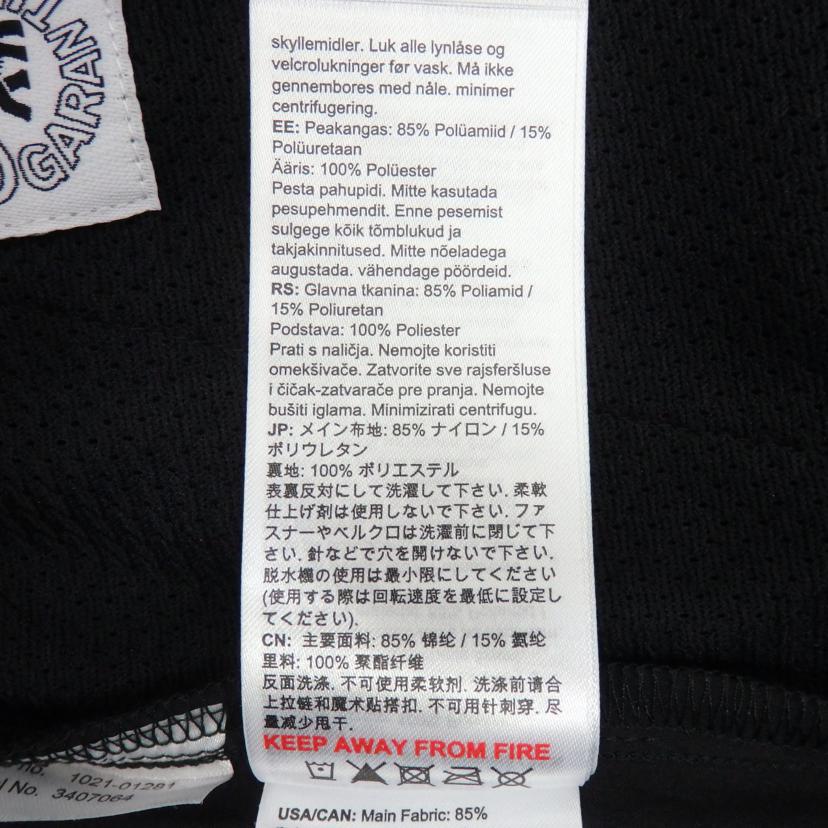 GARAN
skyllemidler. Luk alle lynlåse og
velcrolukninger før vask. Må ikke
gennembores med nåle. minimer
centrifugering.
EE: Peakangas: 85% Polüamiid / 15%
Polüuretaan
Ääris: 100% Polüester
Pesta pahupidi. Mitte kasutada
pesupehmendit. Enne pesemist
sulgege kõik tõmblukud ja
takjakinnitused. Mitte nõeladega
augustada. vähendage pöördeid.
RS: Glavna tkanina: 85% Poliamid /
15% Poliuretan
Podstava: 100% Poliester
Prati s naličja. Nemojte koristiti
omekšivače. Zatvorite sve rajsferšluse
i čičak-zatvarače pre pranja. Nemojte
bušiti iglama. Minimizirati centrifugu.
JP: メイン布地: 85% ナイロン / 15%
ポリウレタン
裏地: 100% ポリエステル
表裏反対にして洗濯して下さい. 柔軟
仕上げ剤は使用しないで下さい. ファ
スナーやベルクロは洗濯前に閉じて下
さい. 針などで穴を開けないで下さい.
脱水機の使用は最小限にしてください
(使用する際は回転速度を最低に設定し
てください).
CN: 主要面料: 85% 锦纶 / 15% 氨纶
里料: 100% 聚酯纤维
反面洗涤. 不可使用柔软剂. 洗涤前请合
上拉链和魔术贴搭扣. 不可用针刺穿. 尽
量减少甩干.
KEEP AWAY FROM FIRE
no. 1021-01281
No. 3407064
USA/CAN: Main Fabric: 85%